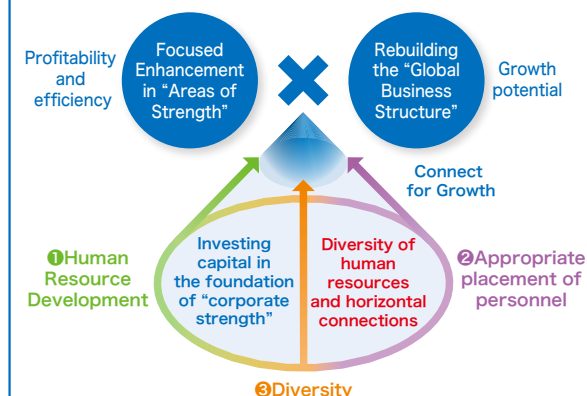 Profitability
and
efficiency
Focused
Enhancement
in “Areas of
Strength”
Rebuilding
the “Global
Business
Structure”
Growth
potential
Connect
for Growth
❶Human
Resource
Development
Investing
capital in
the foundation
of “corporate
strength”
Diversity of
human
resources
and horizontal
connections
❷Appropriate
placement of
personnel
❸Diversity